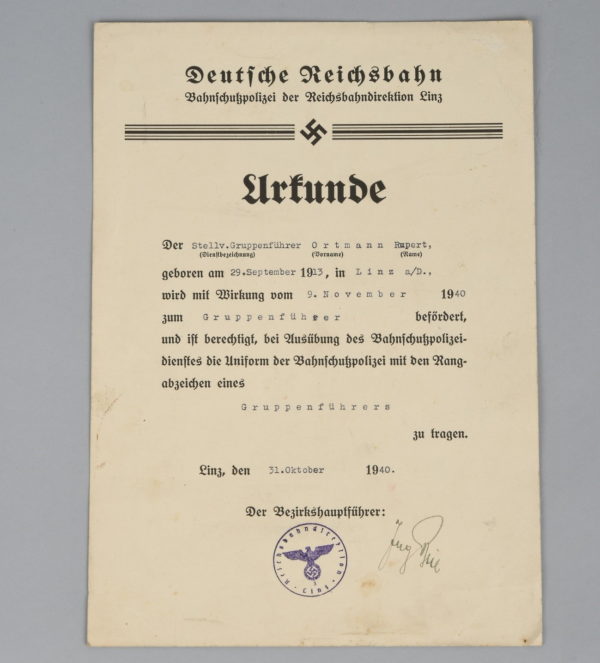 Deutsche Reichsbahn
Bahnschutzpolizei der Reichsbahndirektion Linz
Urkunde
Der Stellv.Gruppenführer Ortmann Rupert,
(Dienstbezeichnung) (Vorname) (Name)
geboren am 29.September 1913, in Linz a/D.,
wird mit Wirkung vom 9. November 1940
zum Gruppenführer befördert,
und ist berechtigt, bei Ausübung des Bahnschutzpolizei-
dienstes die Uniform der Bahnschutzpolizei mit den Rang-
abzeichen eines
Gruppenführers
zu tragen.
Linz, den 31.Oktober 1940.
Der Bezirkshauptführer:
Reichsbahndirektion
Linz